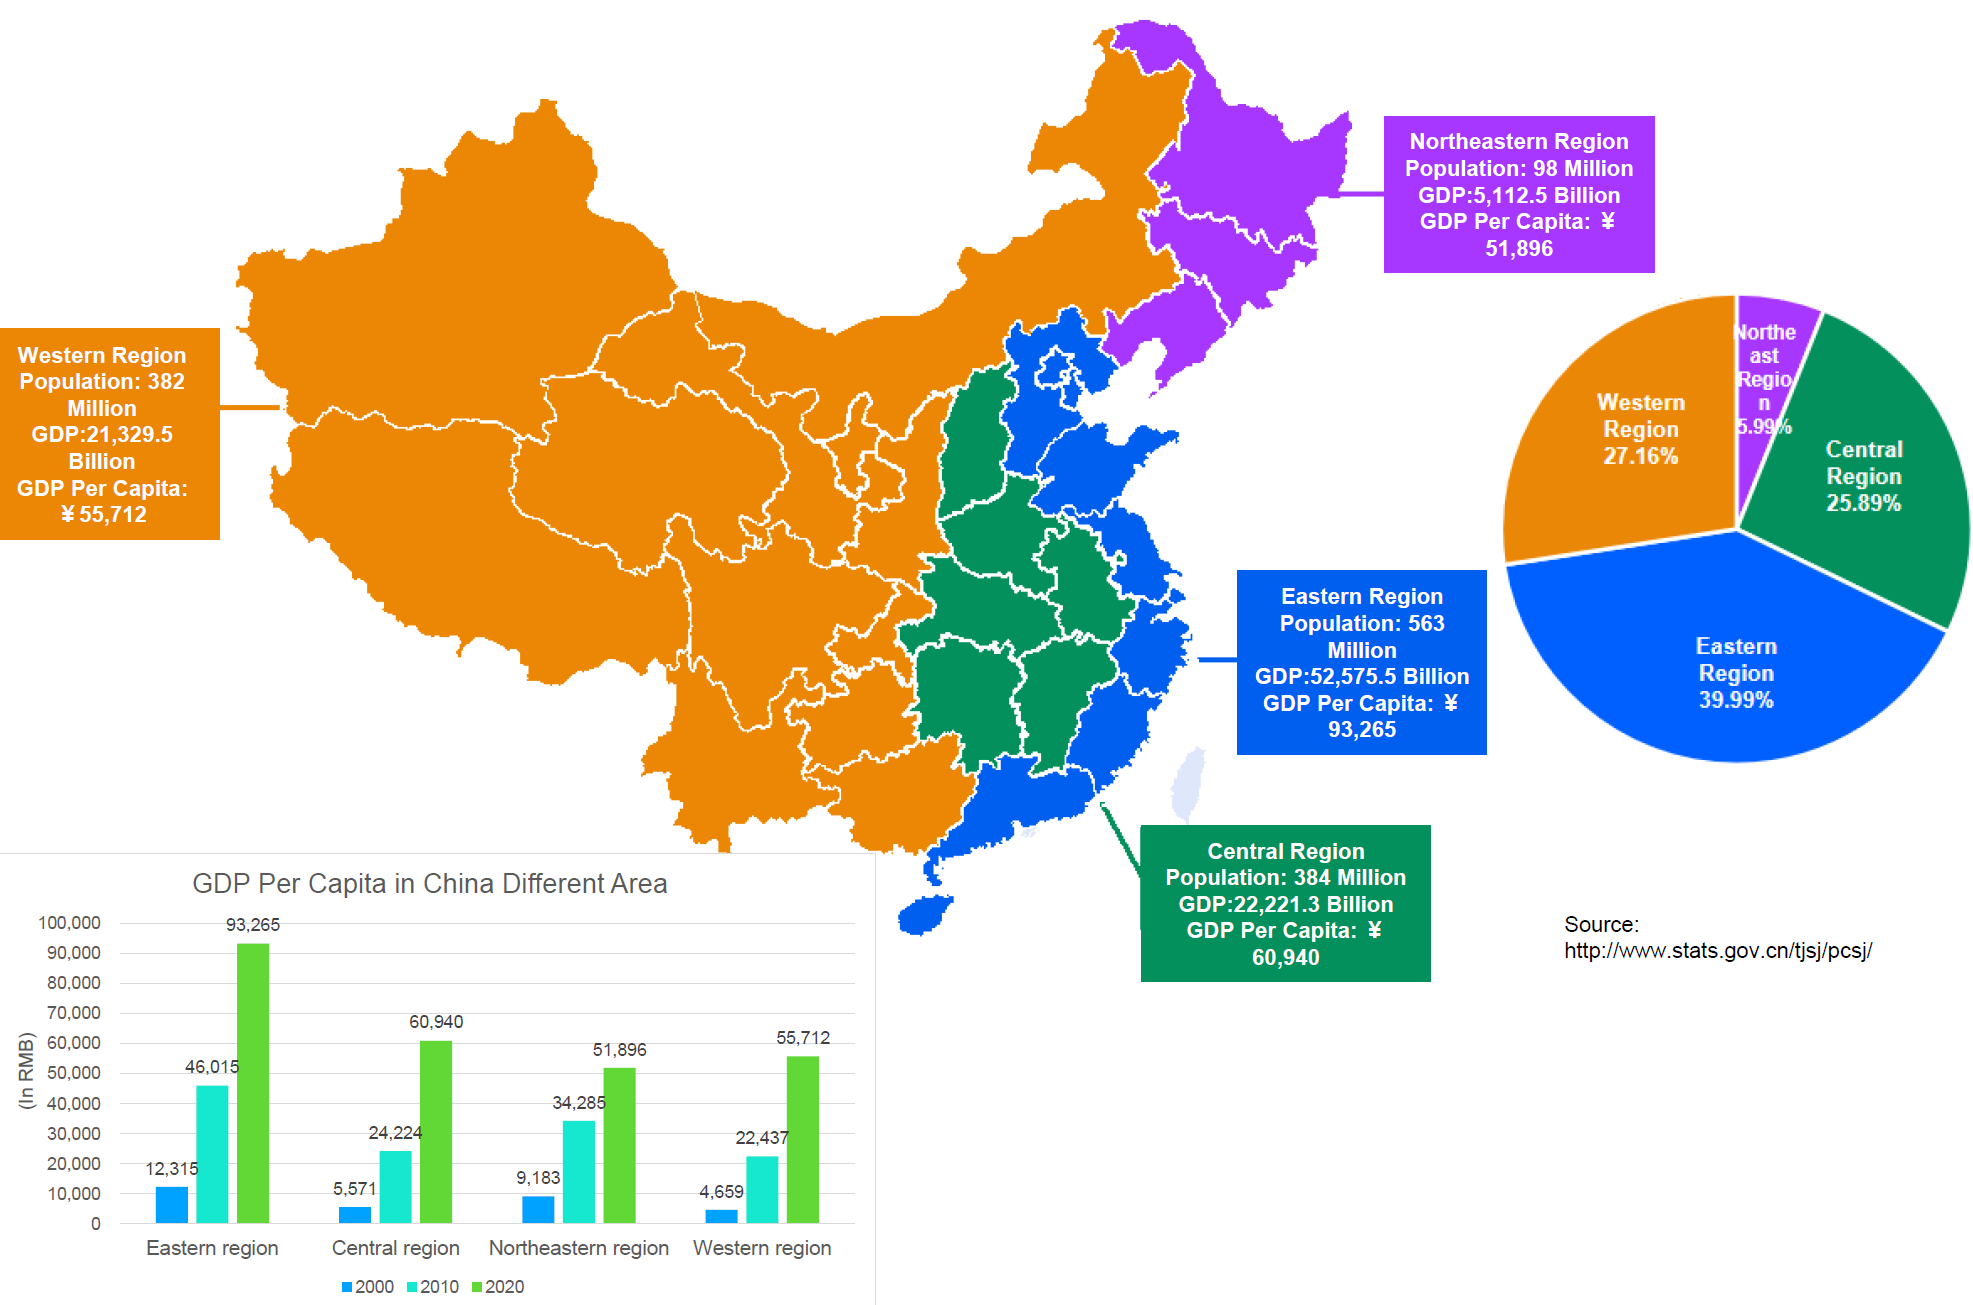 Northeastern Region
Population: 98 Million
GDP:5,112.5 Billion
GDP Per Capita: ¥
51,896
Western Region
Population: 382
Million
GDP:21,329.5
Billion
GDP Per Capita:
¥55,712
Northe
ast
Regio
n
5.99%
Western
Region
27.16%
Central
Region
25.89%
Eastern
Region
39.99%
Eastern Region
Population: 563
Million
GDP:52,575.5 Billion
GDP Per Capita: ¥
93,265
Central Region
Population: 384 Million
GDP:22,221.3 Billion
GDP Per Capita: ¥
60,940
Source:
http://www.stats.gov.cn/tjsj/pcsj/
GDP Per Capita in China Different Area
(In RMB)
100,000
90,000
80,000
70,000
60,000
50,000
40,000
30,000
20,000
10,000
0
12,315
46,015
93,265
5,571
24,224
60,940
9,183
34,285
51,896
4,659
22,437
55,712
Eastern region
Central region
Northeastern region
Western region
2000
2010
2020